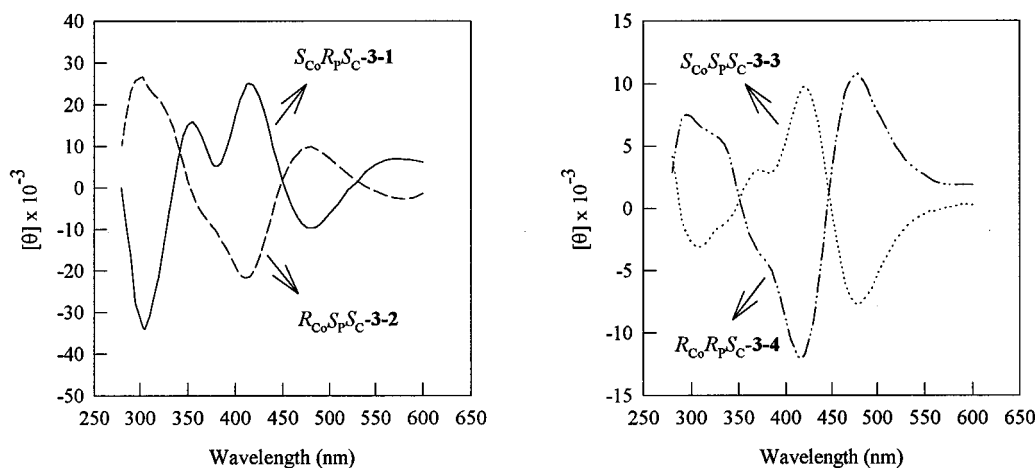 40
30
20
10
0
-10
-20
-30
-40
-50
[θ] x 10⁻³
S_Co R_P S_C-3-1
R_Co S_P S_C-3-2
250 300 350 400 450 500 550 600 650
Wavelength (nm)
15
10
5
0
-5
-10
-15
[θ] x 10⁻³
S_Co S_P S_C-3-3
R_Co R_P S_C-3-4
250 300 350 400 450 500 550 600 650
Wavelength (nm)